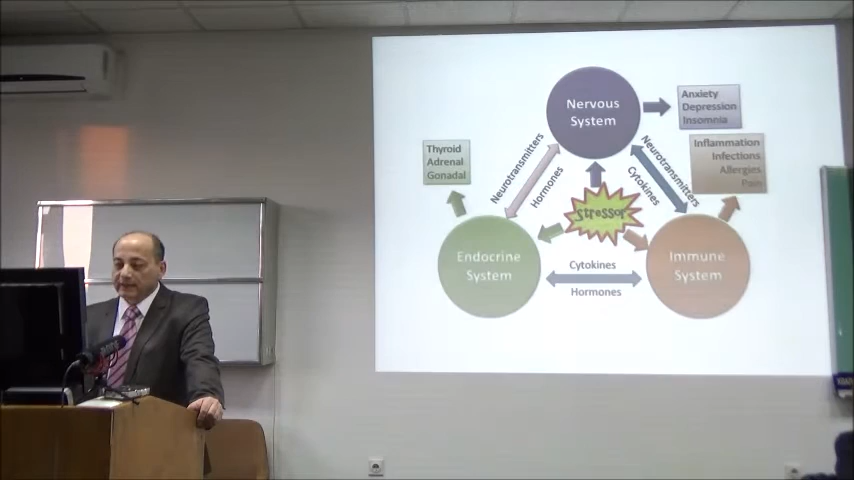 Nervous
System
Anxiety
Depression
Insomnia
Inflammation
Infections
Allergies
Pain
Thyroid
Adrenal
Gonadal
Neurotransmitters
Hormones
Neurotransmitters
Cytokines
Stressor
Endocrine
System
Immune
System
Cytokines
Hormones